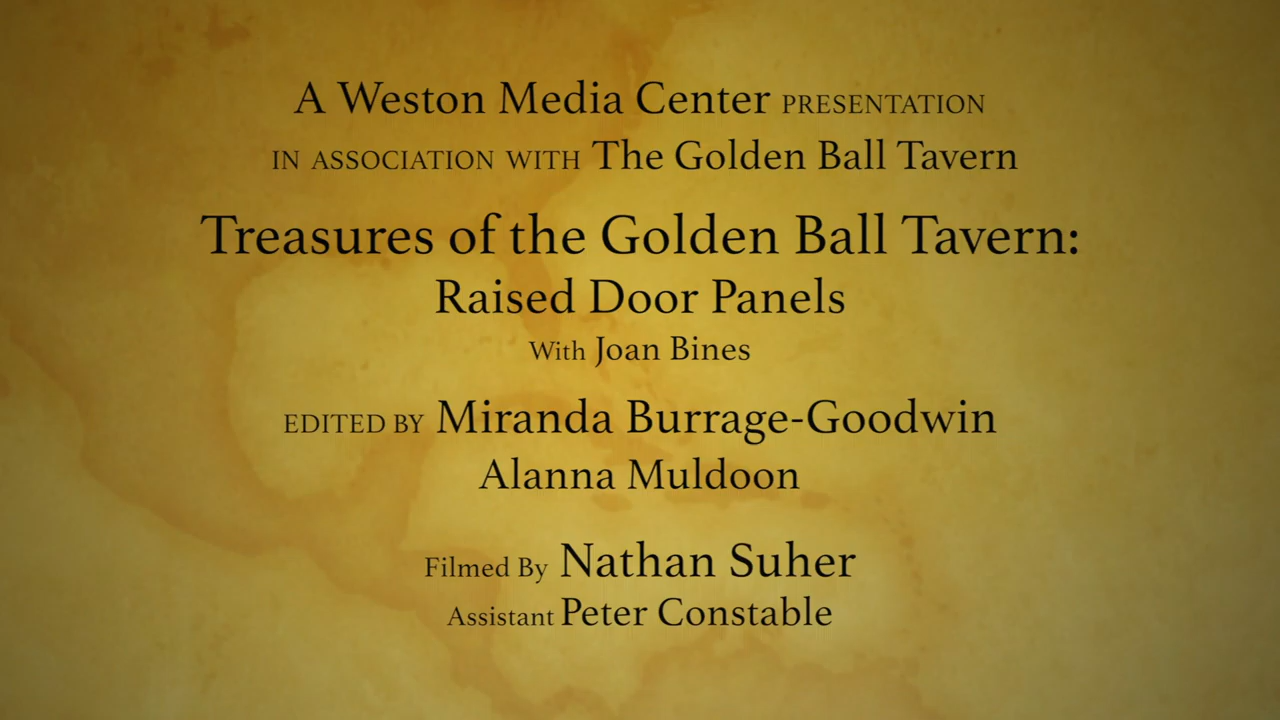 A Weston Media Center PRESENTATION
IN ASSOCIATION WITH The Golden Ball Tavern
Treasures of the Golden Ball Tavern:
Raised Door Panels
With Joan Bines
EDITED BY Miranda Burrage-Goodwin
Alanna Muldoon
Filmed By Nathan Suher
Assistant Peter Constable